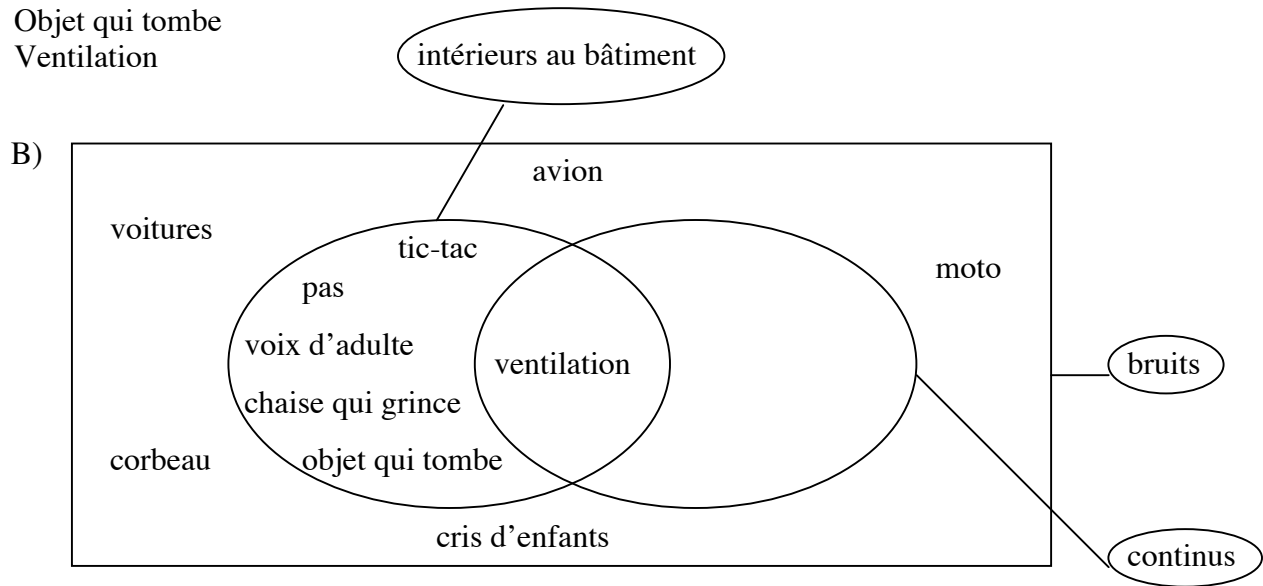 Objet qui tombe
Ventilation
intérieurs au bâtiment
B)
avion
voitures
tic-tac
moto
pas
voix d'adulte
ventilation
bruits
chaise qui grince
corbeau
objet qui tombe
cris d'enfants
continus